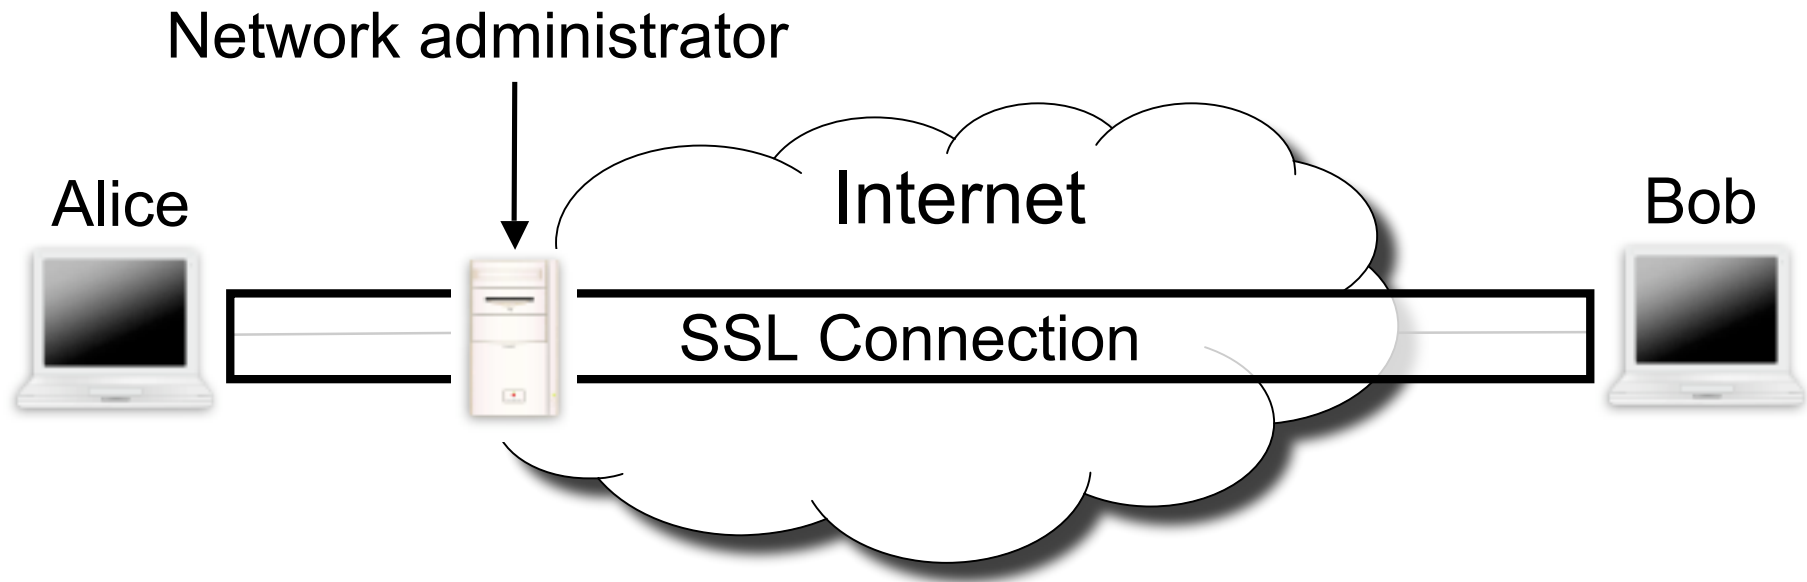 Network administrator
Alice
Internet
Bob
SSL Connection